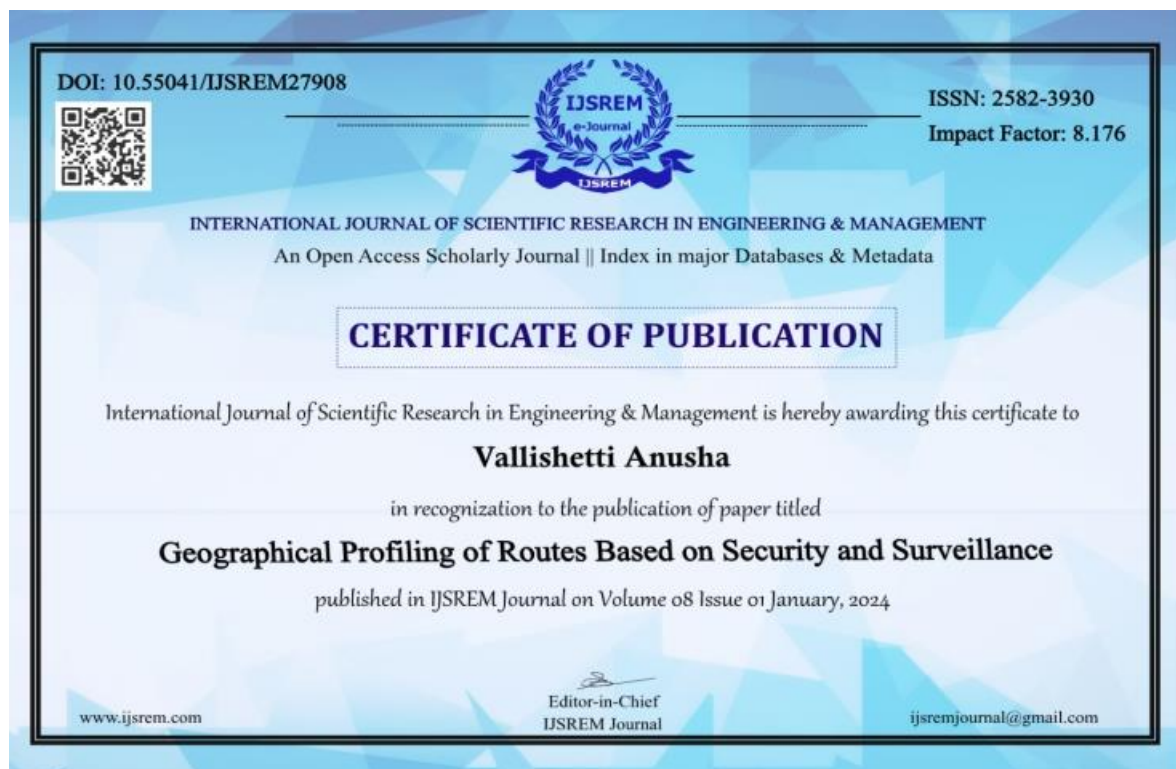 DOI: 10.55041/IJSREM27908
ISSN: 2582-3930
Impact Factor: 8.176
IJSREM
e-Journal
IJSREM
INTERNATIONAL JOURNAL OF SCIENTIFIC RESEARCH IN ENGINEERING & MANAGEMENT
An Open Access Scholarly Journal || Index in major Databases & Metadata
CERTIFICATE OF PUBLICATION
International Journal of Scientific Research in Engineering & Management is hereby awarding this certificate to
Vallishetti Anusha
in recognization to the publication of paper titled
Geographical Profiling of Routes Based on Security and Surveillance
published in IJSREM Journal on Volume 08 Issue 01 January, 2024
Editor-in-Chief
IJSREM Journal
www.ijsrem.com
ijsremjournal@gmail.com